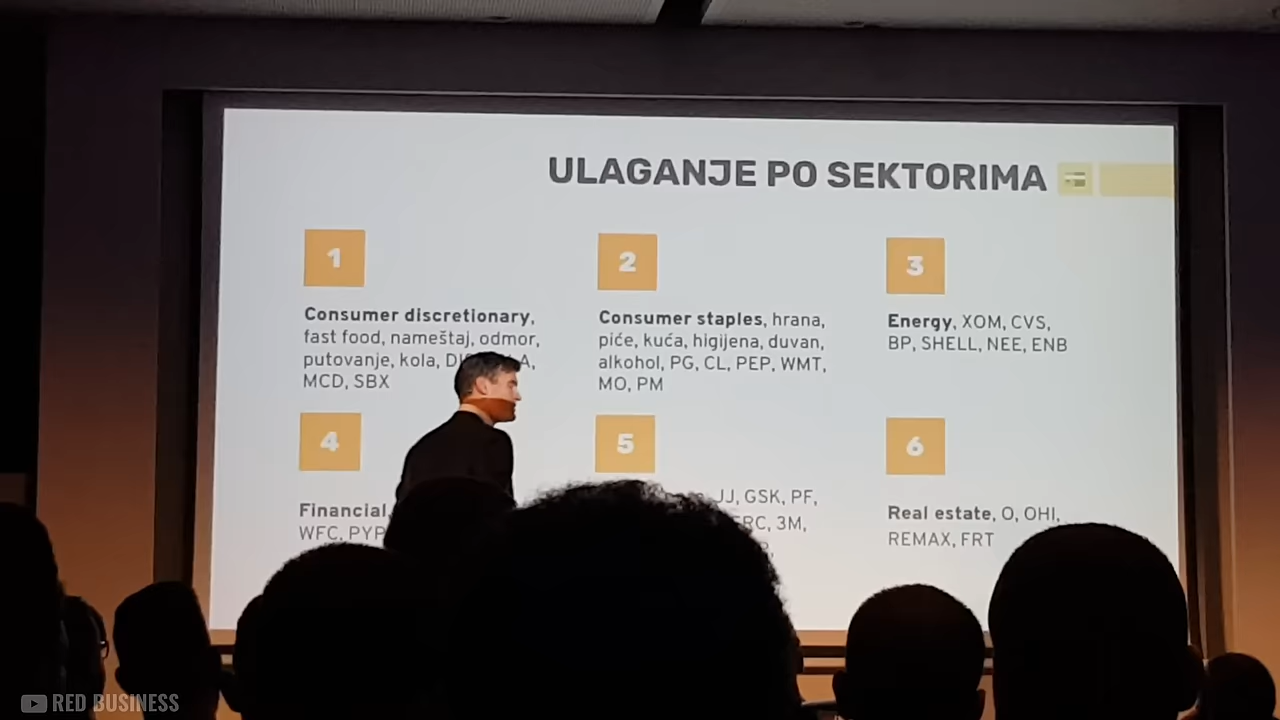 ULAGANJE PO SEKTORIMA
1
Consumer discretionary,
fast food, nameštaj, odmor,
putovanje, kola,
MCD, SBX
2
Consumer staples, hrana,
piće, kuća, higijena, duvan,
alkohol, PG, CL, PEP, WMT,
MO, PM
3
Energy, XOM, CVS,
BP, SHELL, NEE, ENB
4
Financial,
WFC, PYP
5
JJ, GSK, PF,
3M,
6
Real estate, O, OHI,
REMAX, FRT
RED BUSINESS